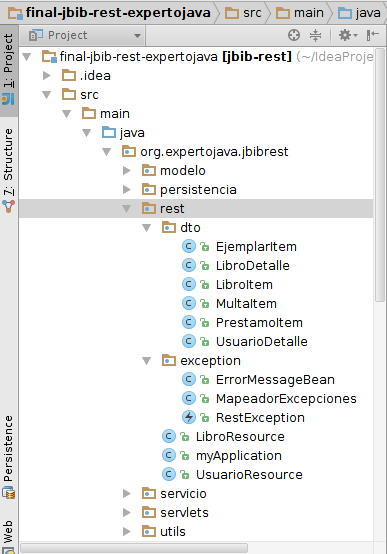 final-jbib-rest-expertojava src main java
Project
final-jbib-rest-expertojava [jbib-rest] (~/IdeaProje
.idea
src
main
java
org.expertojava.jbibrest
modelo
persistencia
rest
dto
EjemplarItem
LibroDetalle
LibroItem
MultaItem
PrestamoItem
UsuarioDetalle
exception
ErrorMessageBean
MapeadorExcepciones
RestException
LibroResource
myApplication
UsuarioResource
servicio
servlets
utils
1: Project
7: Structure
Persistence
Web